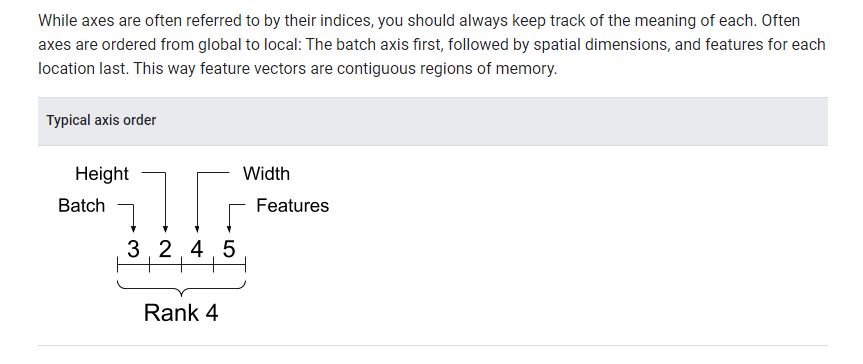 While axes are often referred to by their indices, you should always keep track of the meaning of each. Often
axes are ordered from global to local: The batch axis first, followed by spatial dimensions, and features for each
location last. This way feature vectors are contiguous regions of memory.
Typical axis order
Height Width
Batch Features
3 2 4 5
Rank 4